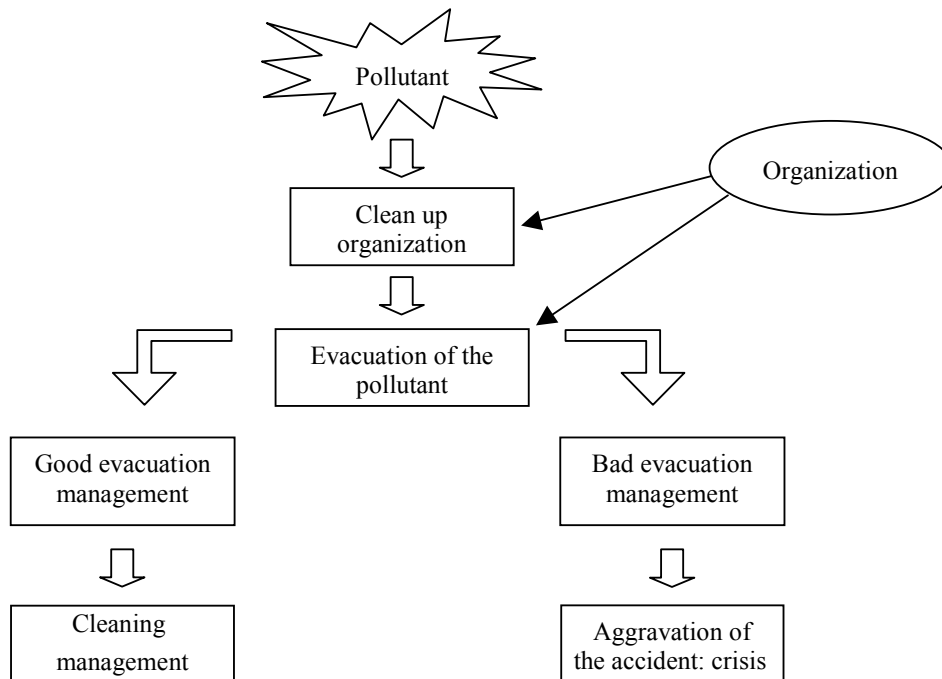 Pollutant
Organization
Clean up
organization
Evacuation of the
pollutant
Good evacuation
management
Bad evacuation
management
Cleaning
management
Aggravation of
the accident: crisis